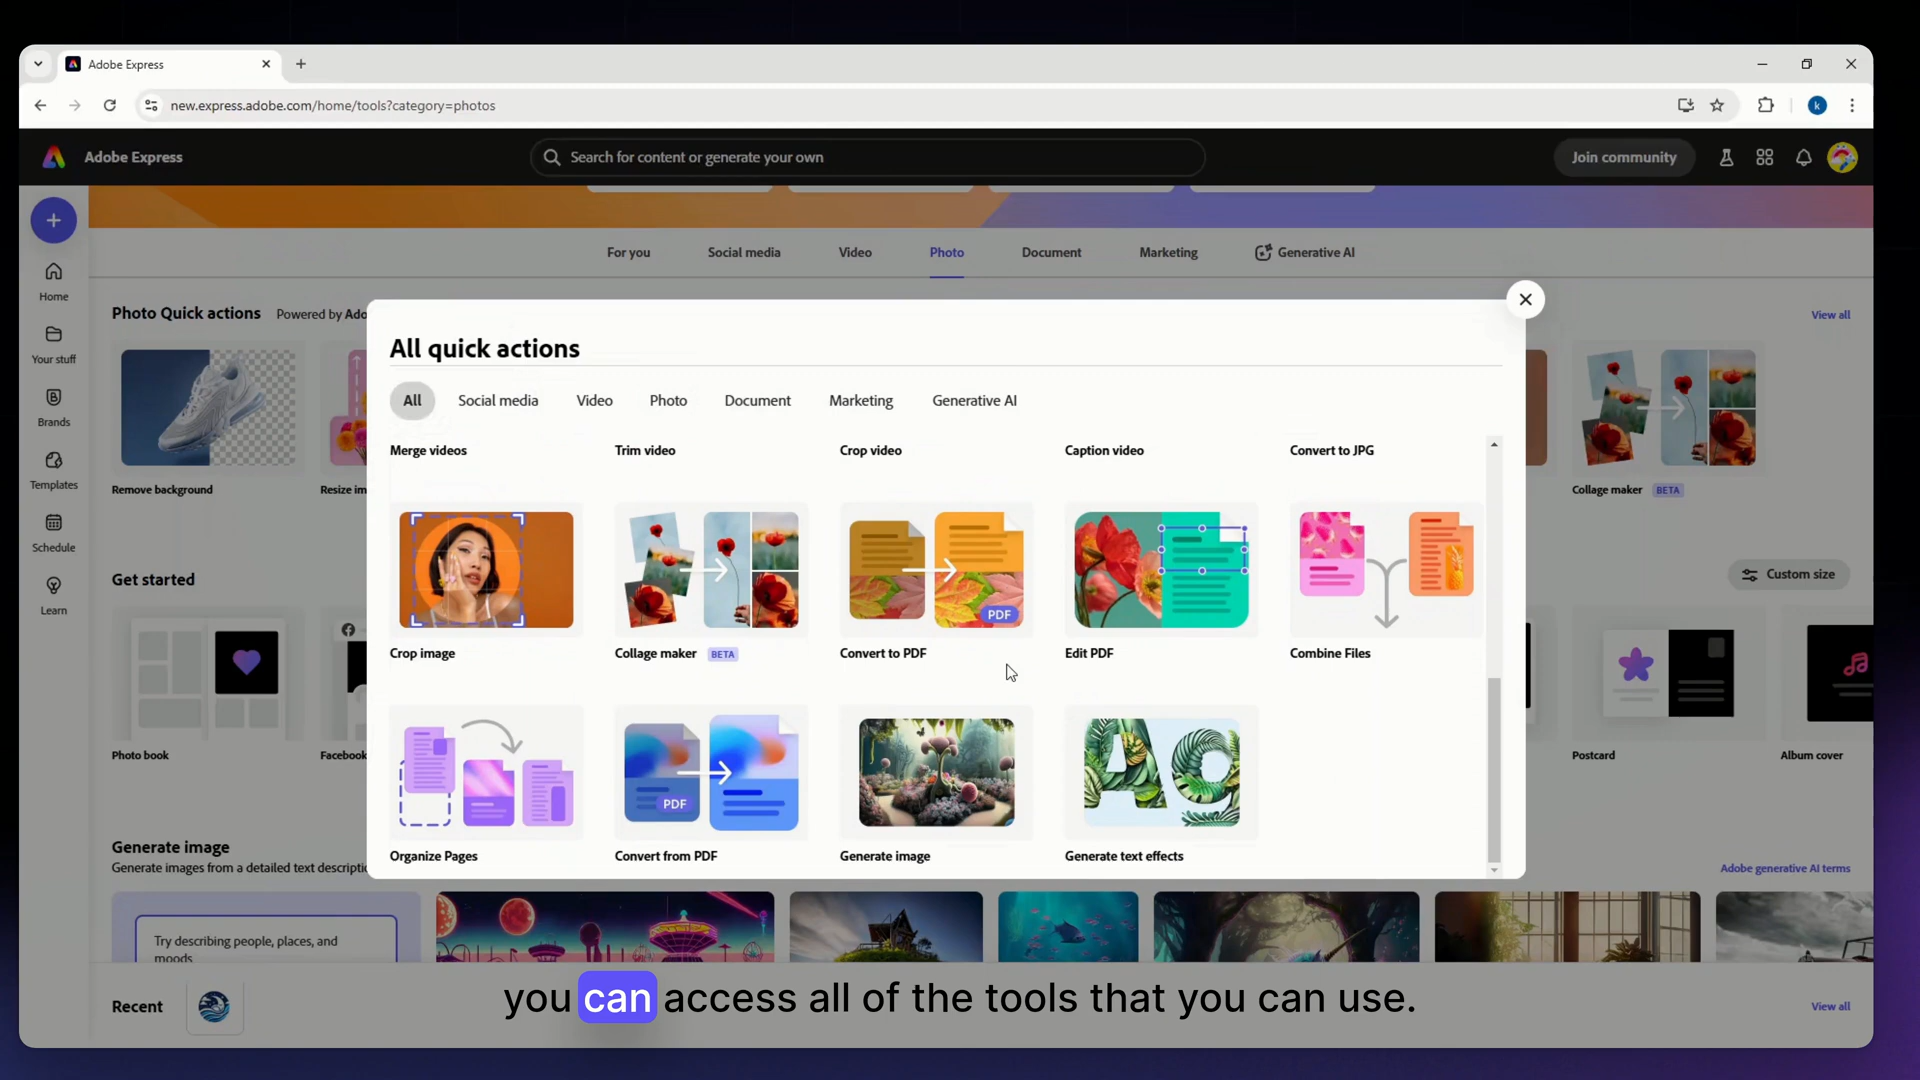 Adobe Express
new.express.adobe.com/home/tools?category=photos
k
Adobe Express
Search for content or generate your own
Join community
For you
Social media
Video
Photo
Document
Marketing
Generative AI
Home
Your stuff
Brands
Templates
Schedule
Learn
Photo Quick actions
Powered by Ado
View all
Remove background
Resize im
Collage maker BETA
All quick actions
All
Social media
Video
Photo
Document
Marketing
Generative AI
Merge videos
Trim video
Crop video
Caption video
Convert to JPG
PDF
Crop image
Collage maker BETA
Convert to PDF
Edit PDF
Combine Files
PDF
Ag
Organize Pages
Convert from PDF
Generate image
Generate text effects
Get started
Custom size
Photo book
Facebook
Postcard
Album cover
Generate image
Generate images from a detailed text descripti
Adobe generative AI terms
Try describing people, places, and
moods
Recent
View all
you can access all of the tools that you can use.